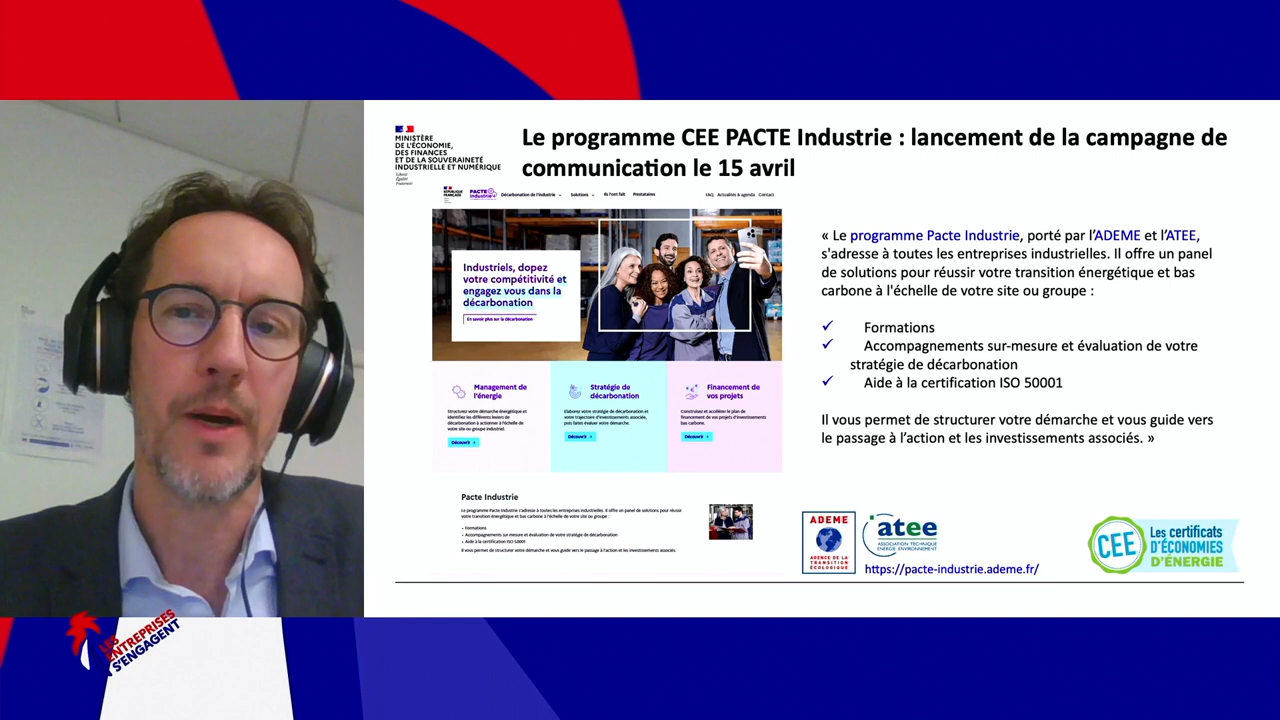 MINISTÈRE
DE L'ÉCONOMIE,
DES FINANCES
ET DE LA SOUVERAINETÉ
INDUSTRIELLE ET NUMÉRIQUE
Liberté
Égalité
Fraternité
Le programme CEE PACTE Industrie : lancement de la campagne de
communication le 15 avril
RÉPUBLIQUE
FRANÇAISE
PACTE
industrie
Décarbonation de l'industrie
Solutions
Ils l'ont fait
Prestataires
FAQ
Actualités & agenda
Contact
Industriels, dopez
votre compétitivité et
engagez vous dans la
décarbonation
En savoir plus sur la décarbonation
Management de
l'énergie
Structurez votre démarche énergétique et
identifiez les différents leviers de
décarbonation à actionner à l'échelle de
votre site ou groupe industriel.
Découvrir
Stratégie de
décarbonation
Elaborez votre stratégie de décarbonation et
votre trajectoire d'investissements associés,
puis faites évaluer votre démarche.
Découvrir
Financement de
vos projets
Construisez et accélérer le plan de
financement de vos projets d'investissements
bas carbone.
Découvrir
Pacte Industrie
Le programme Pacte Industrie s'adresse à toutes les entreprises industrielles. Il offre un panel de solutions pour réussir
votre transition énergétique et bas carbone à l'échelle de votre site ou groupe :
• Formations
• Accompagnements sur-mesure et évaluation de votre stratégie de décarbonation
• Aide à la certification ISO 50001
Il vous permet de structurer votre démarche et vous guide vers le passage à l'action et les investissements associés.
« Le programme Pacte Industrie, porté par l'ADEME et l'ATEE,
s'adresse à toutes les entreprises industrielles. Il offre un panel
de solutions pour réussir votre transition énergétique et bas
carbone à l'échelle de votre site ou groupe :
✓ Formations
✓ Accompagnements sur-mesure et évaluation de votre
stratégie de décarbonation
✓ Aide à la certification ISO 50001
Il vous permet de structurer votre démarche et vous guide vers
le passage à l'action et les investissements associés. »
ADEME
AGENCE DE LA
TRANSITION
ÉCOLOGIQUE
atee
ASSOCIATION TECHNIQUE
ENERGIE ENVIRONNEMENT
https://pacte-industrie.ademe.fr/
CEE
Les certificats
D'ÉCONOMIES
D'ÉNERGIE
LES
ENTREPRISES
S'ENGAGENT